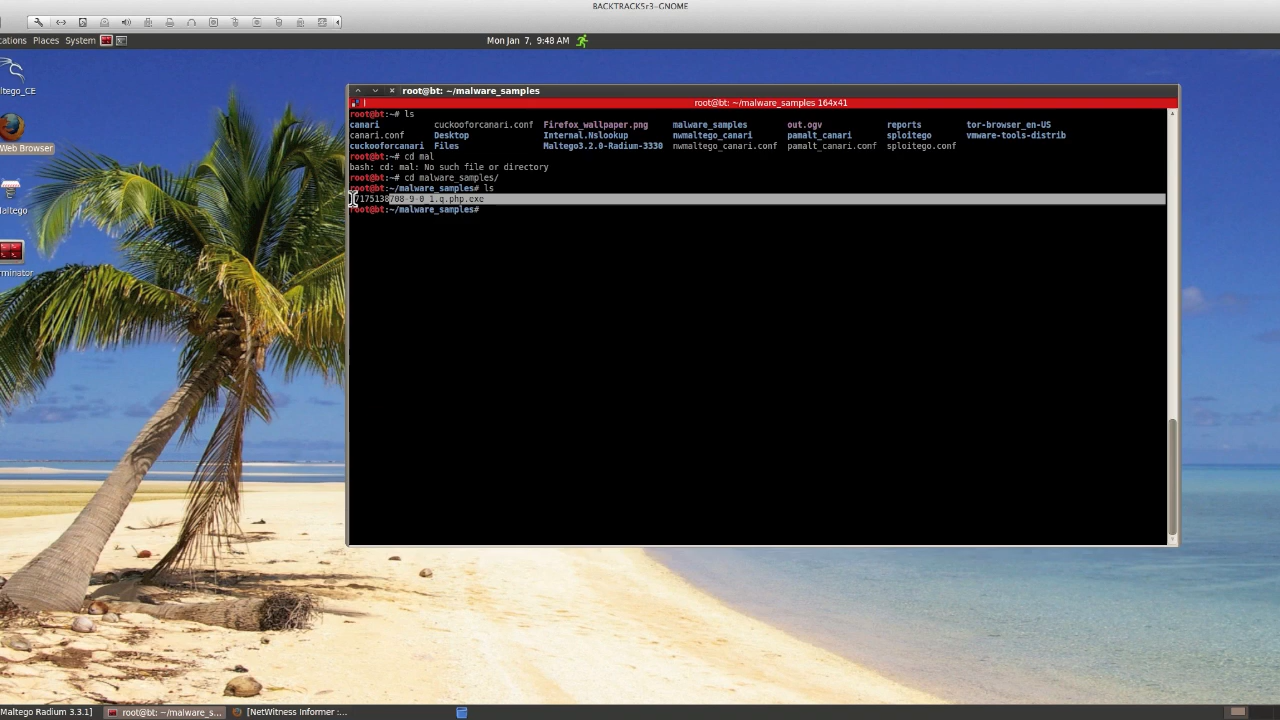 BACKTRACK5r3-GNOME
cations Places System Mon Jan 7, 9:48 AM
ltego_CE
Web Browser
altego
rminator
root@bt: ~/malware_samples
root@bt: ~/malware_samples 164x41
root@bt:~# ls
canari cuckooforcanari.conf Firefox_wallpaper.png malware_samples out.ogv reports tor-browser_en-US
canari.conf Desktop Internal.Nslookup nwmaltego_canari pamalt_canari sploitego vmware-tools-distrib
cuckooforcanari Files Maltego3.2.0-Radium-3330 nwmaltego_canari.conf pamalt_canari.conf sploitego.conf
root@bt:~# cd mal
bash: cd: mal: No such file or directory
root@bt:~# cd malware_samples/
root@bt:~/malware_samples# ls
7175138708-9-0_1.q.php.exe
root@bt:~/malware_samples#
Maltego Radium 3.3.1] root@bt: ~/malware_s... [NetWitness Informer :...